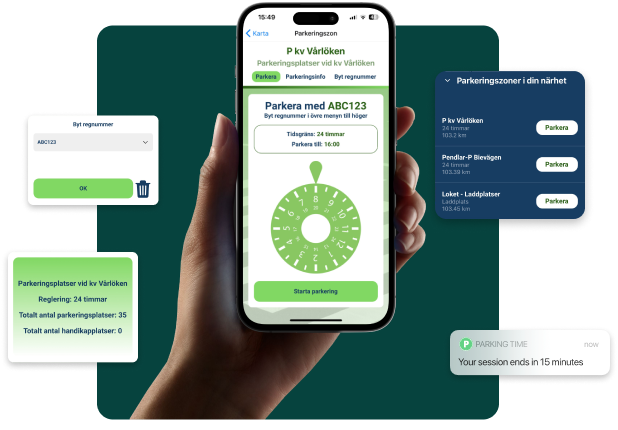 15:49
Karta
Parkeringszon
P kv Vårlöken
Parkeringsplatser vid kv Vårlöken
Parkera
Parkeringsinfo
Byt regnummer
Parkera med ABC123
Byt regnummer i övre menyn till höger
Tidsgräns: 24 timmar
Parkera till: 16:00
Starta parkering
Byt regnummer
ABC123
OK
Parkeringsplatser vid kv Vårlöken
Reglering: 24 timmar
Totalt antal parkeringsplatser: 35
Totalt antal handikapplatser: 0
Parkeringszoner i din närhet
P kv Vårlöken
24 timmar
103.2 km
Parkera
Pendlar-P Bievägen
24 timmar
103.39 km
Parkera
Loket - Laddplatser
Laddplats
103.45 km
Parkera
P
PARKING TIME
now
Your session ends in 15 minutes